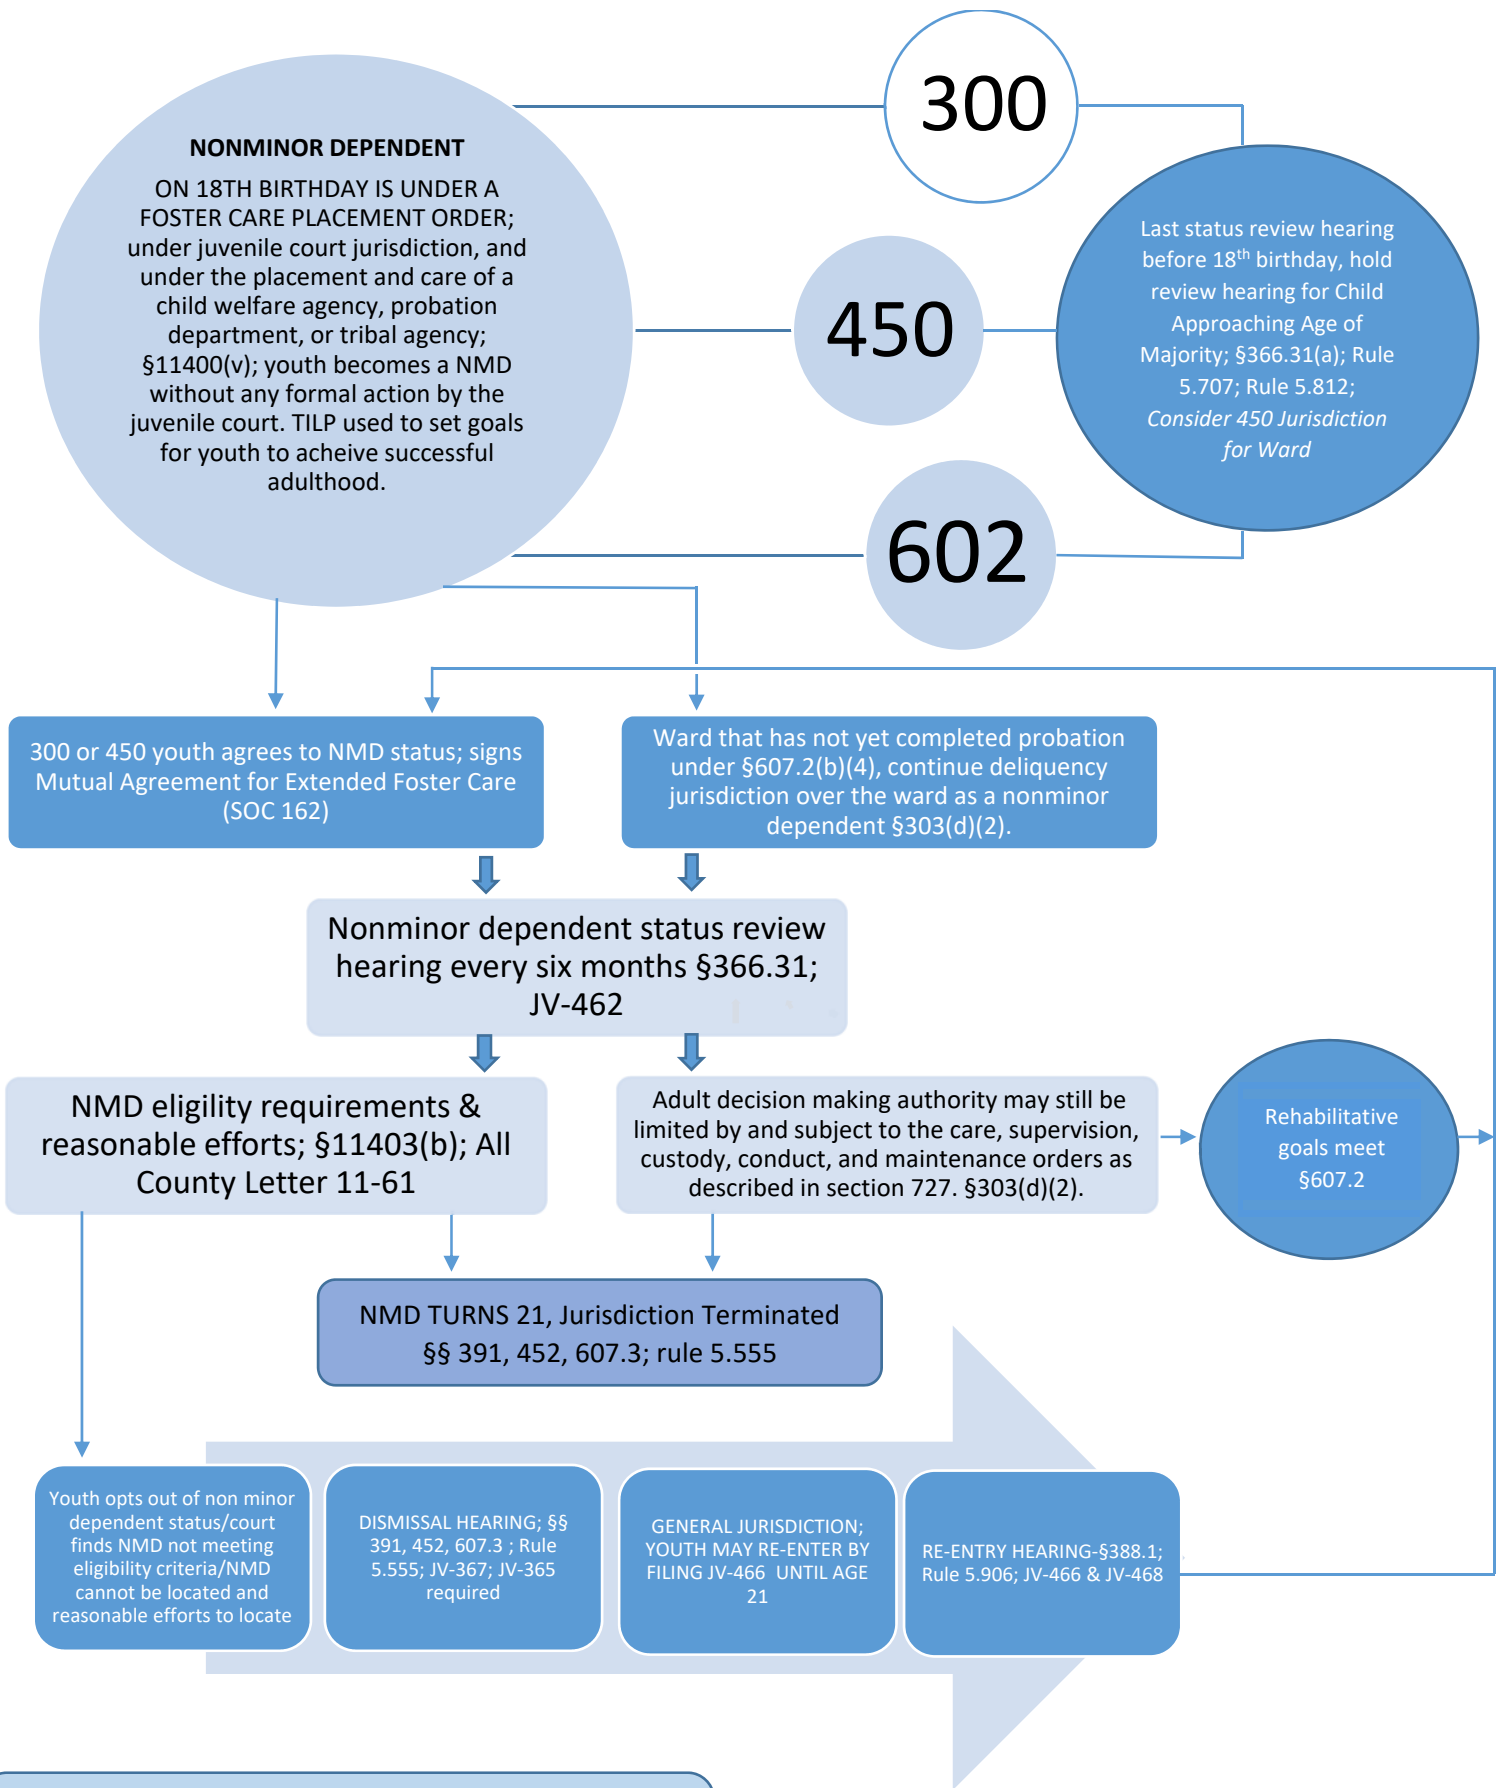 300
NONMINOR DEPENDENT
ON 18TH BIRTHDAY IS UNDER A
FOSTER CARE PLACEMENT ORDER;
under juvenile court jurisdiction, and
under the placement and care of a
child welfare agency, probation
department, or tribal agency;
§11400(v); youth becomes a NMD
without any formal action by the
juvenile court. TILP used to set goals
for youth to acheive successful
adulthood.
450
Last status review hearing
before 18th birthday, hold
review hearing for Child
Approaching Age of
Majority; §366.31(a); Rule
5.707; Rule 5.812;
Consider 450 Jurisdiction
for Ward
602
300 or 450 youth agrees to NMD status; signs
Mutual Agreement for Extended Foster Care
(SOC 162)
Ward that has not yet completed probation
under §607.2(b)(4), continue deliquency
jurisdiction over the ward as a nonminor
dependent §303(d)(2).
Nonminor dependent status review
hearing every six months §366.31;
JV-462
NMD eligility requirements &
reasonable efforts; §11403(b); All
County Letter 11-61
Adult decision making authority may still be
limited by and subject to the care, supervision,
custody, conduct, and maintenance orders as
described in section 727. §303(d)(2).
Rehabilitative
goals meet
§607.2
NMD TURNS 21, Jurisdiction Terminated
§§ 391, 452, 607.3; rule 5.555
Youth opts out of non minor
dependent status/court
finds NMD not meeting
eligibility criteria/NMD
cannot be located and
reasonable efforts to locate
DISMISSAL HEARING; §§
391, 452, 607.3 ; Rule
5.555; JV-367; JV-365
required
GENERAL JURISDICTION;
YOUTH MAY RE-ENTER BY
FILING JV-466 UNTIL AGE
21
RE-ENTRY HEARING-§388.1;
Rule 5.906; JV-466 & JV-468